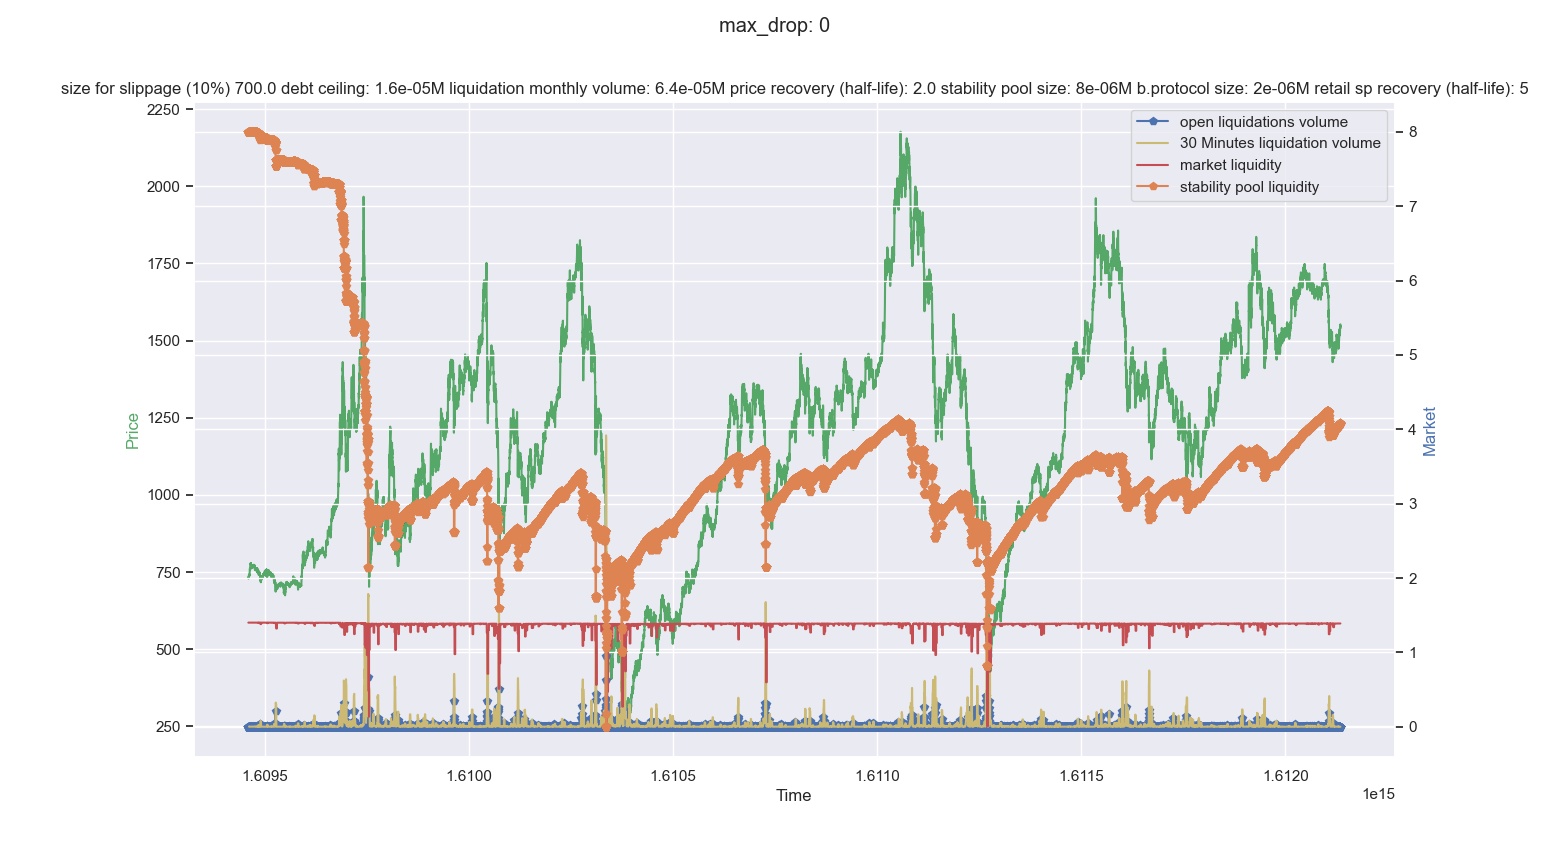 max_drop: 0
size for slippage (10%) 700.0 debt ceiling: 1.6e-05M liquidation monthly volume: 6.4e-05M price recovery (half-life): 2.0 stability pool size: 8e-06M b.protocol size: 2e-06M retail sp recovery (half-life): 5
open liquidations volume
30 Minutes liquidation volume
market liquidity
stability pool liquidity
Price
2250
2000
1750
1500
1250
1000
750
500
250
Market
8
7
6
5
4
3
2
1
0
1.6095 1.6100 1.6105 1.6110 1.6115 1.6120
1e15
Time